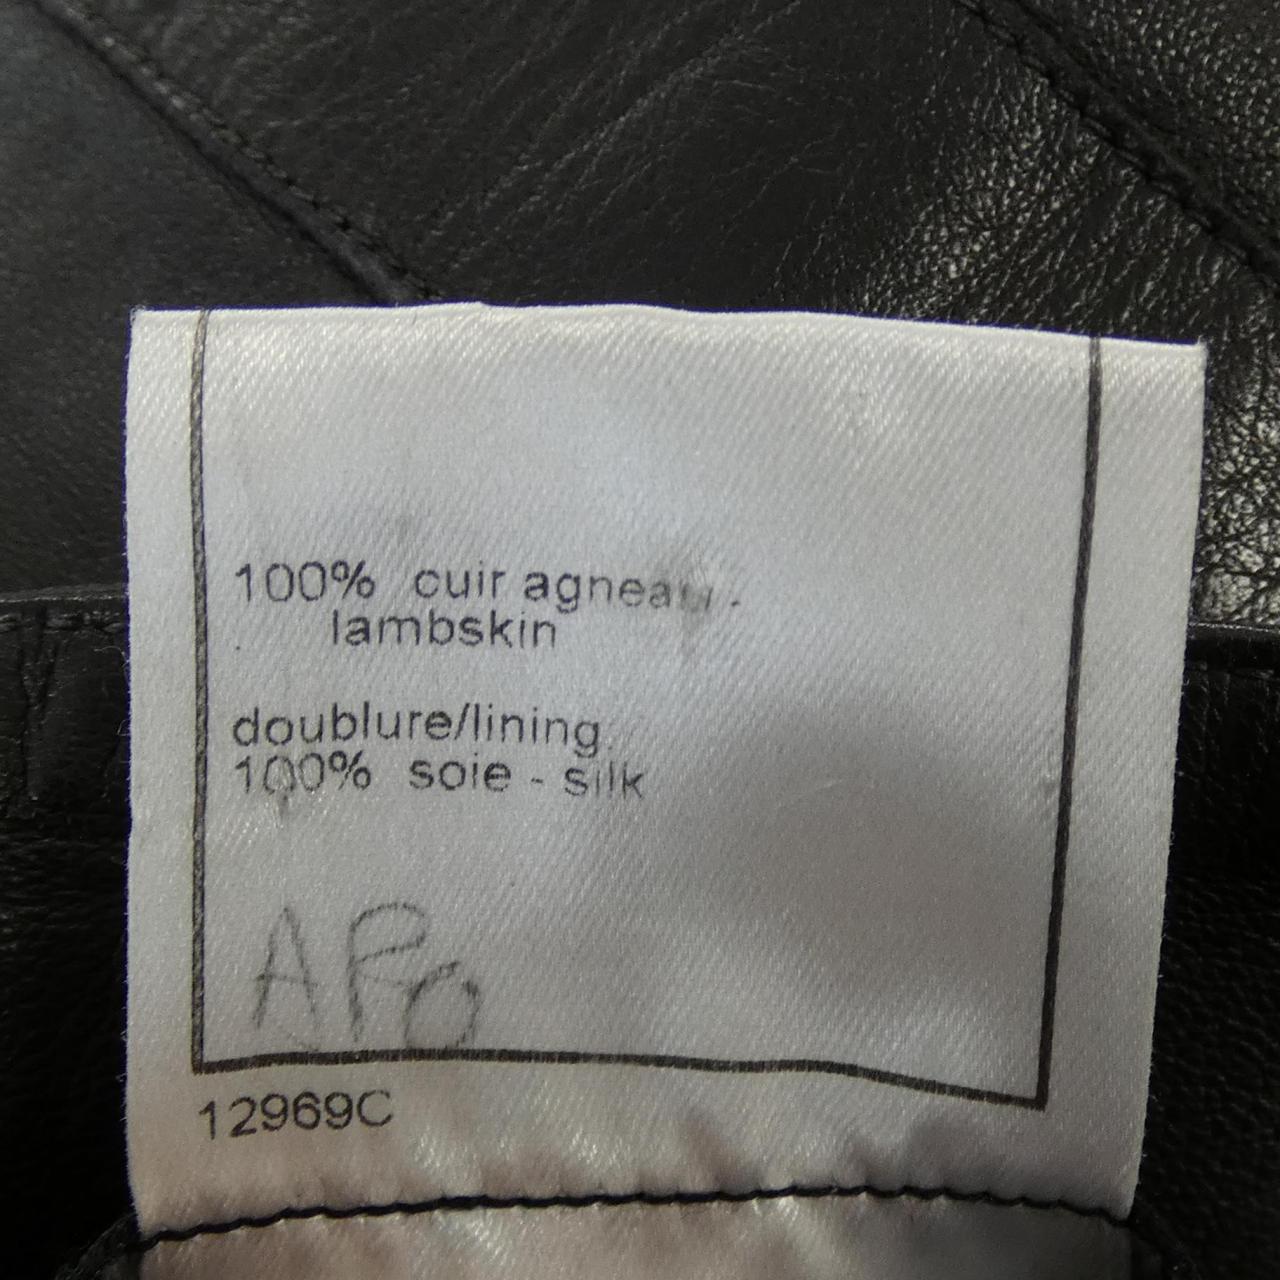 100% cuir agneau -
lambskin
doublure/lining
100% soie - silk
APO
12969C